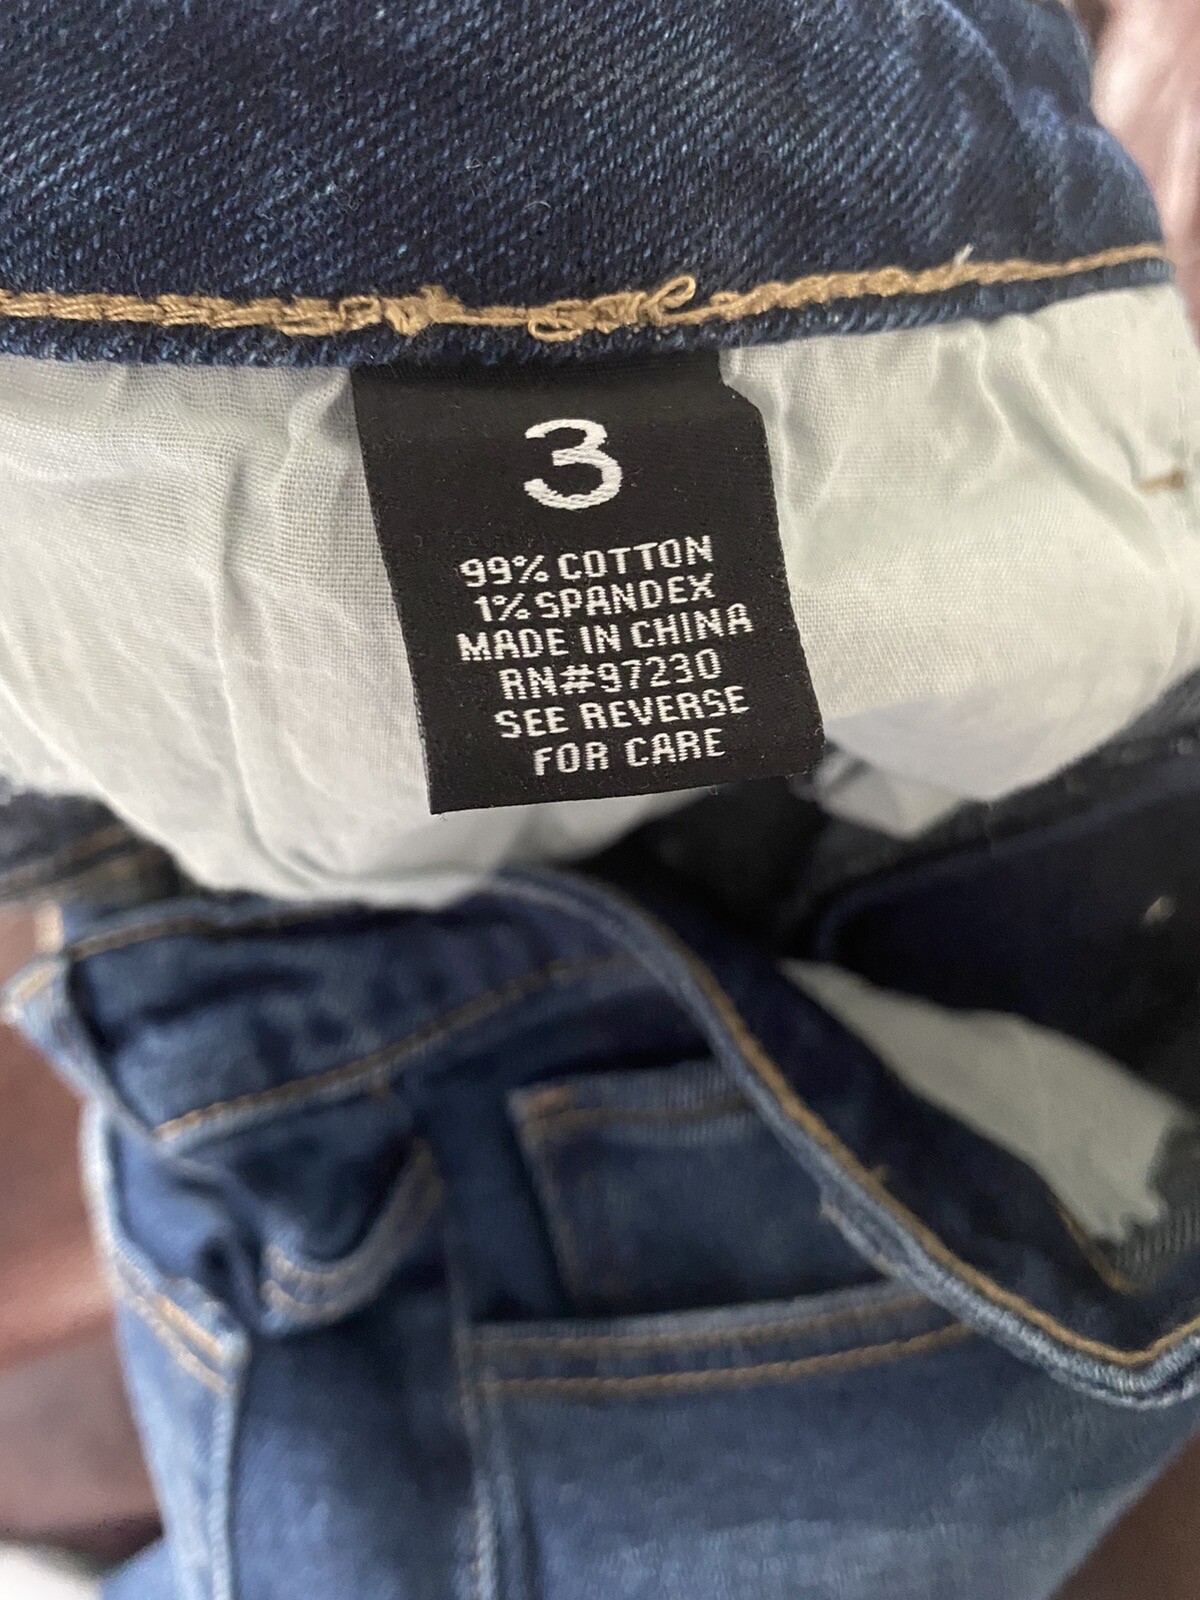 3
99% COTTON
1% SPANDEX
MADE IN CHINA
RN#97230
SEE REVERSE
FOR CARE